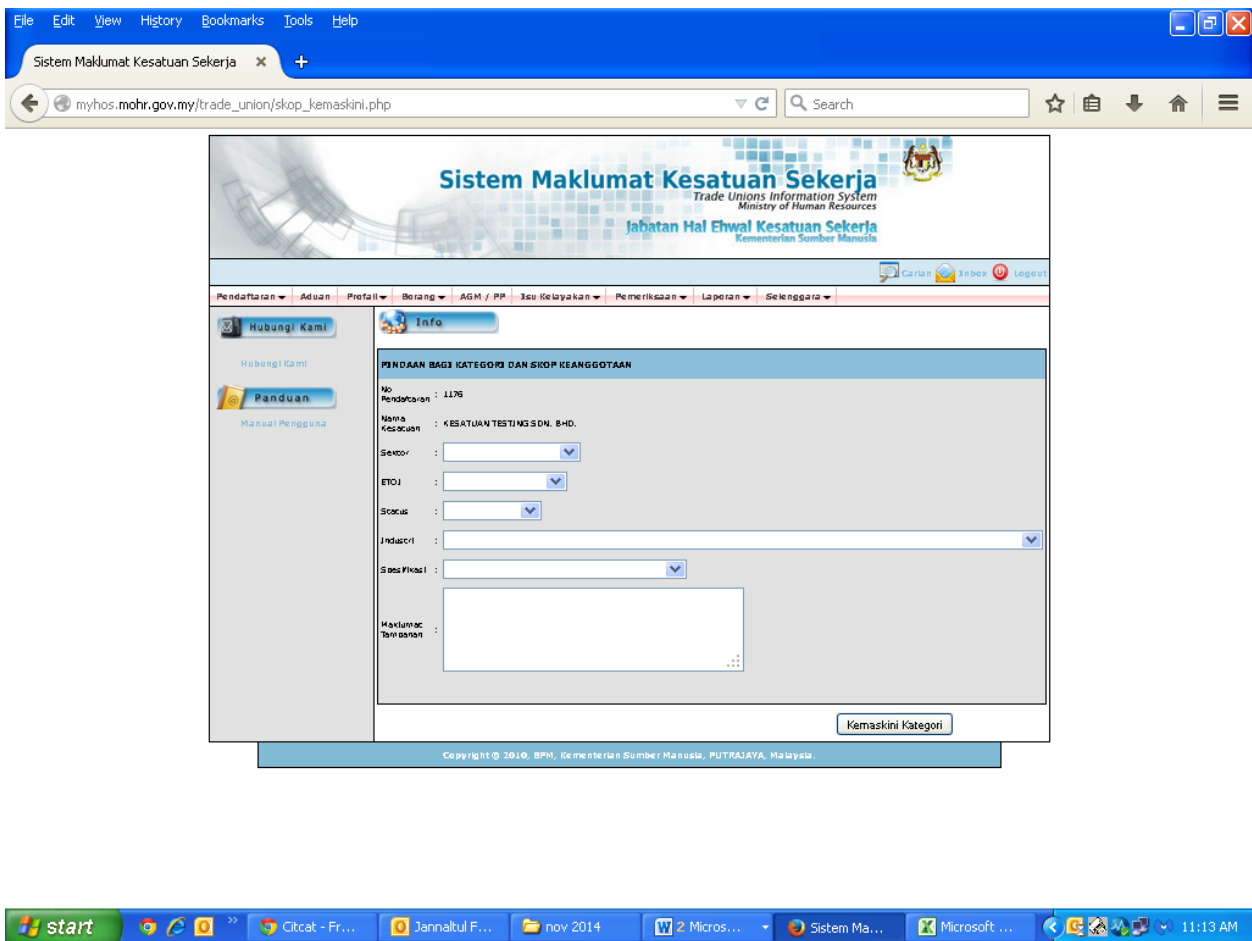 File Edit View History Bookmarks Tools Help
Sistem Maklumat Kesatuan Sekerja
myhos.mohr.gov.my/trade_union/skop_kemaskini.php
Search
Sistem Maklumat Kesatuan Sekerja
Trade Unions Information System
Ministry of Human Resources
Jabatan Hal Ehwal Kesatuan Sekerja
Kementerian Sumber Manusia
Carian Inbox Logout
Pendaftaran Aduan Profail Borang AGM / PP Isu Kelayakan Pemeriksaan Laporan Selenggara
Hubungi Kami
Info
Hubungi Kami
PINDAAN BAGI KATEGORI DAN SKOP KEANGGOTAAN
Panduan
No
Pendaftaran : 1176
Manual Pengguna
Nama
Kesatuan : KESATUAN TESTING SDN. BHD.
Sektor :
ETOJ :
Status :
Industri :
Spesifikasi :
Maklumat
Tambahan :
Kemaskini Kategori
Copyright © 2010, BPM, Kementerian Sumber Manusia, PUTRAJAYA, Malaysia.
start Citcat - Fr... Jannaltul F... nov 2014 2 Micros... Sistem Ma... Microsoft ... 11:13 AM